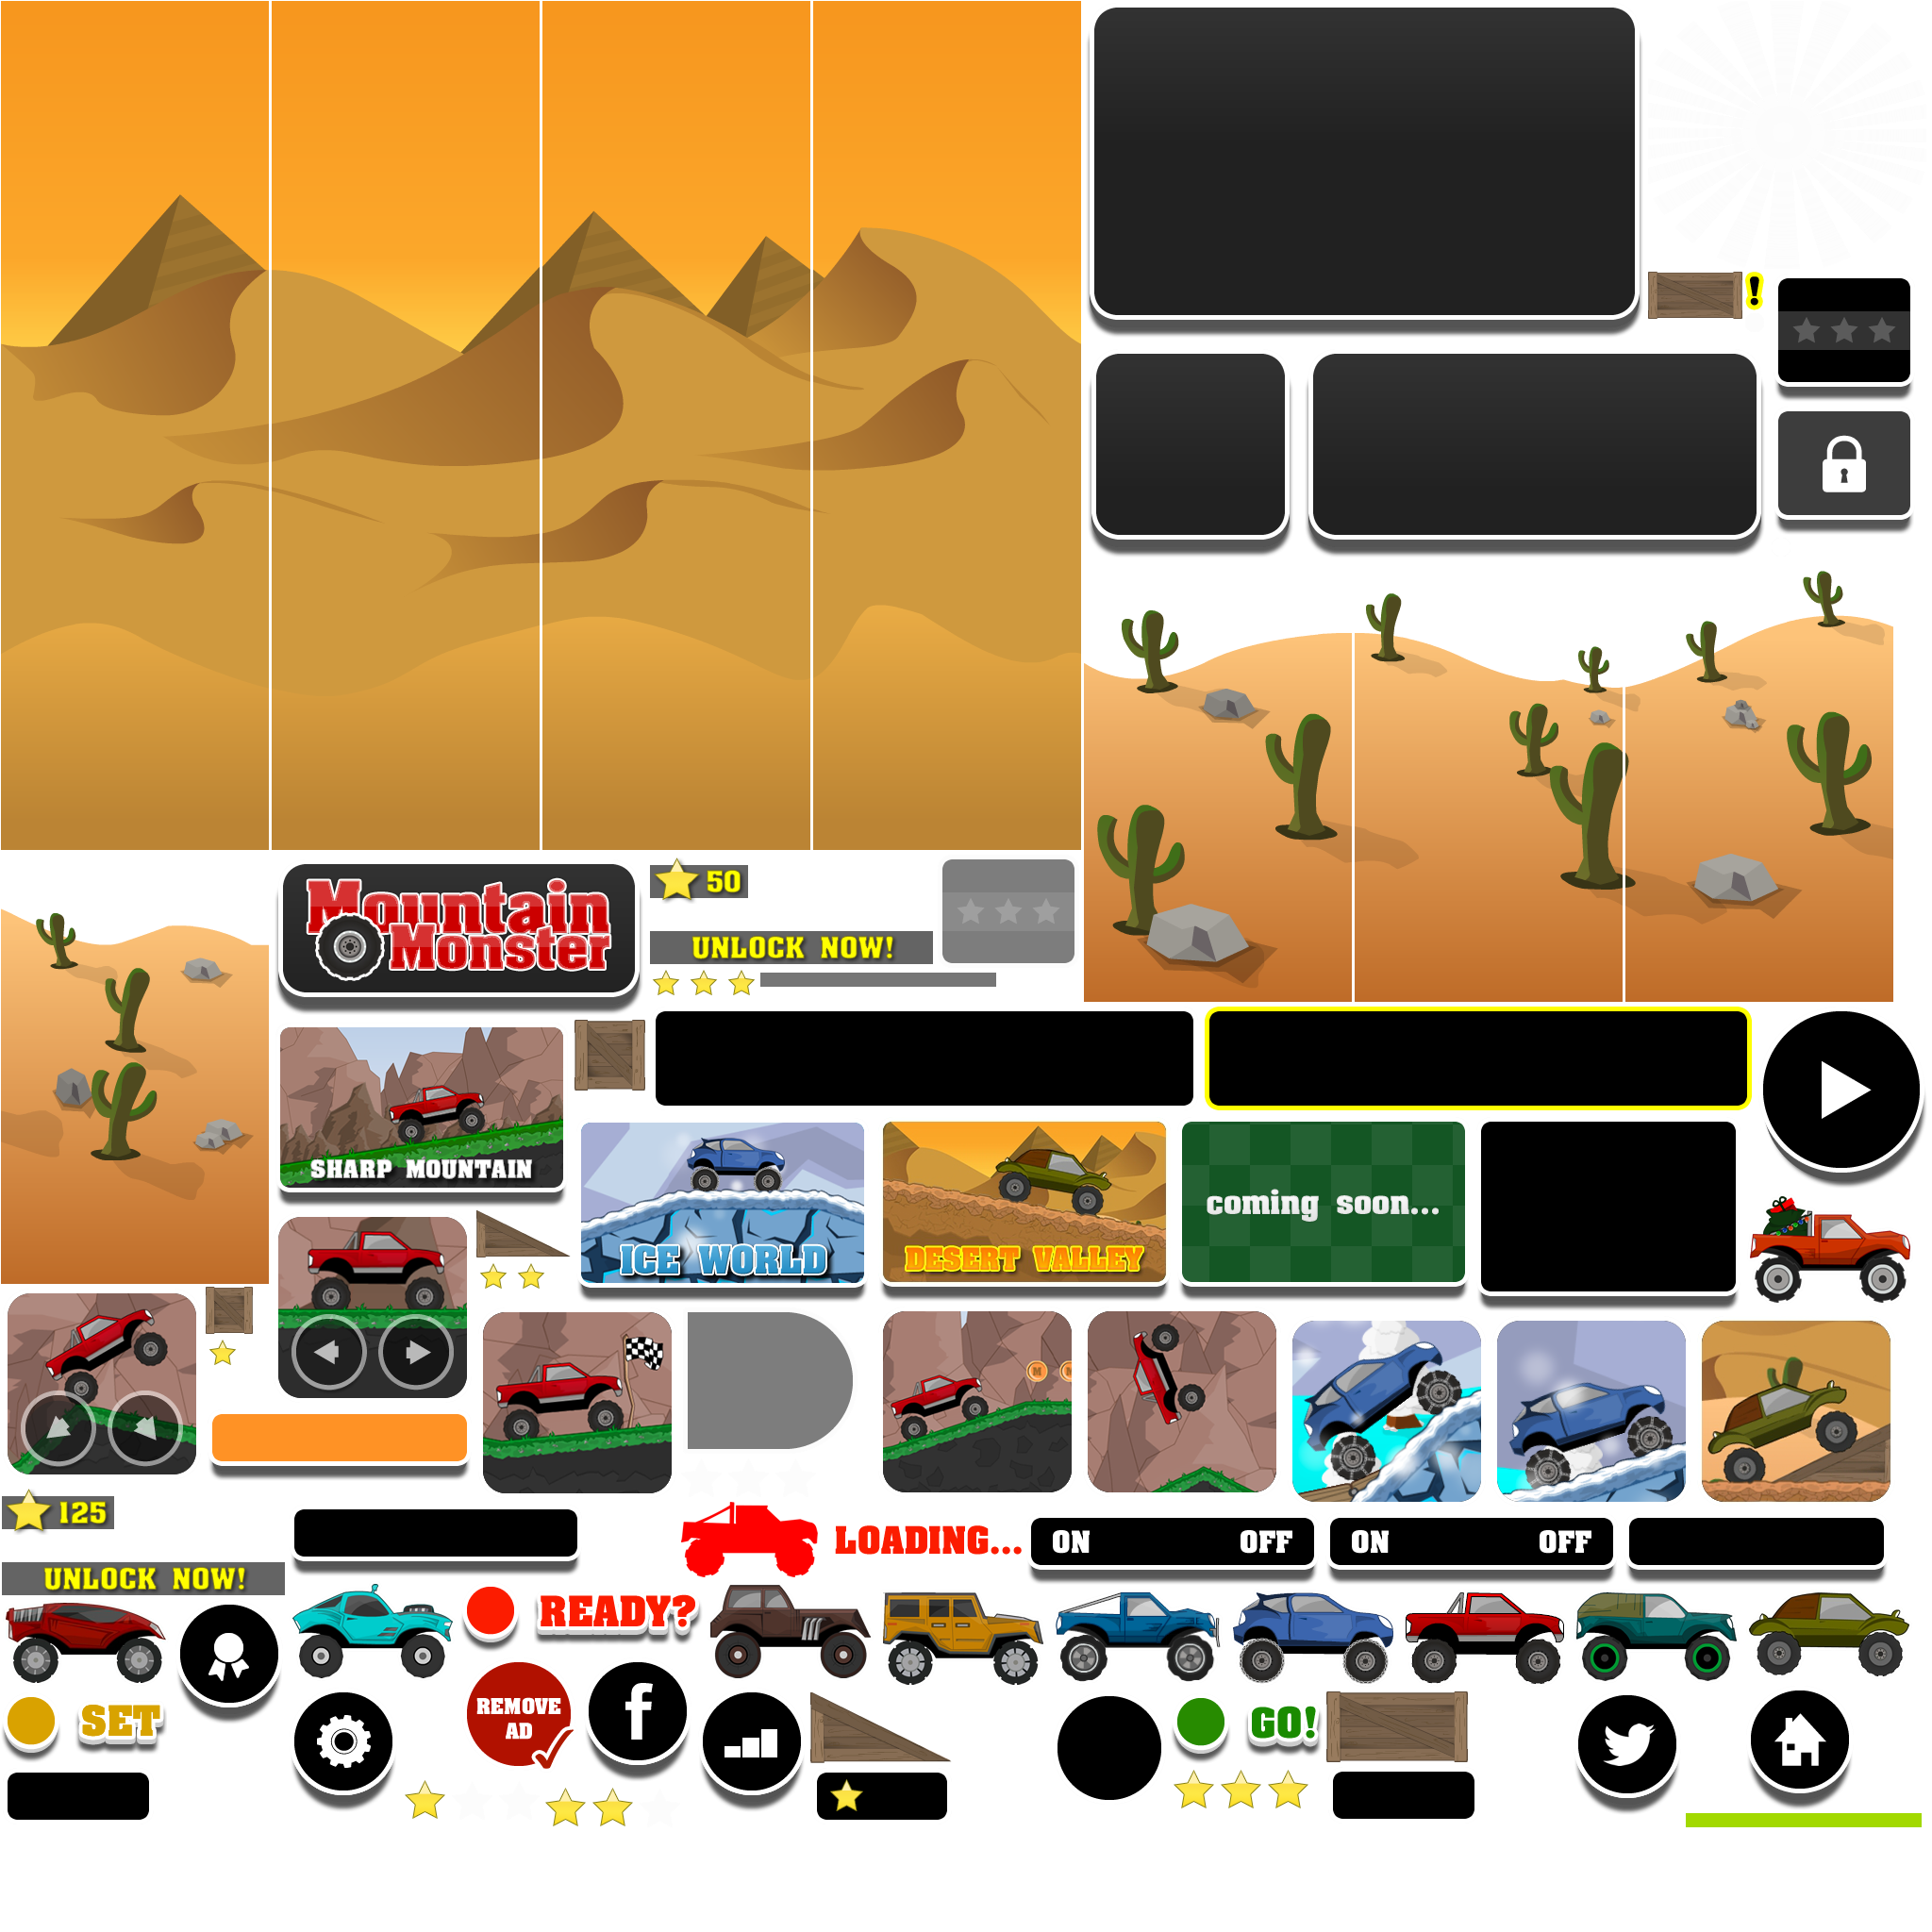 Mountain
Monster
50
UNLOCK NOW!
SHARP MOUNTAIN
ICE WORLD
DESERT VALLEY
coming soon...
125
UNLOCK NOW!
LOADING...
ON OFF
ON OFF
READY?
SET
REMOVE
AD
f
GO!
!
M